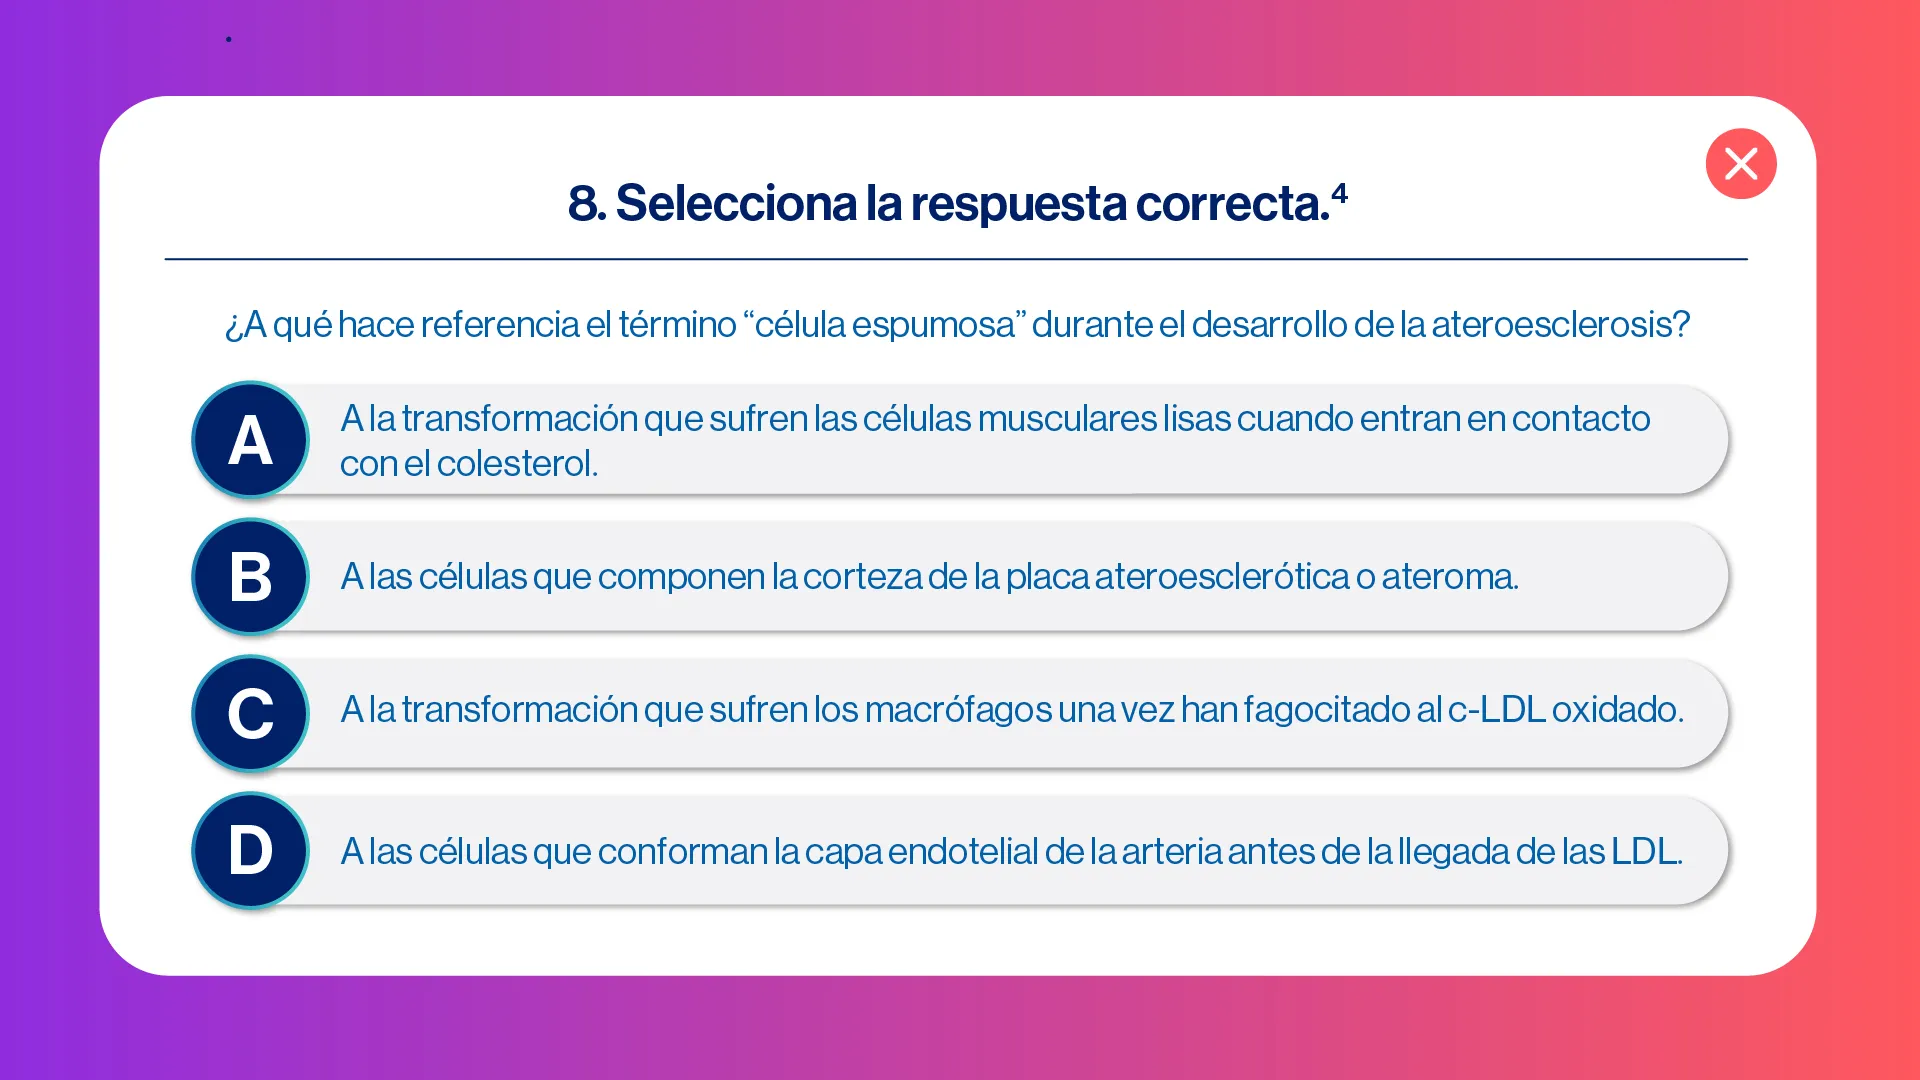 8. Selecciona la respuesta correcta.⁴
¿A qué hace referencia el término “célula espumosa” durante el desarrollo de la ateroesclerosis?
A
A la transformación que sufren las células musculares lisas cuando entran en contacto
con el colesterol.
B
A las células que componen la corteza de la placa ateroesclerótica o ateroma.
C
A la transformación que sufren los macrófagos una vez han fagocitado al c-LDL oxidado.
D
A las células que conforman la capa endotelial de la arteria antes de la llegada de las LDL.